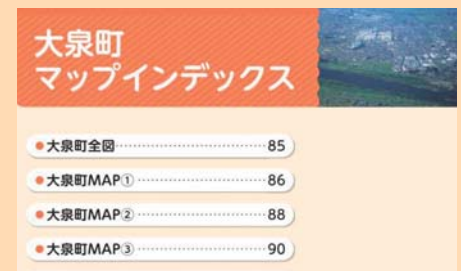 大泉町
マップインデックス
●大泉町全図…………………………85
●大泉町MAP①…………………………86
●大泉町MAP②…………………………88
●大泉町MAP③…………………………90